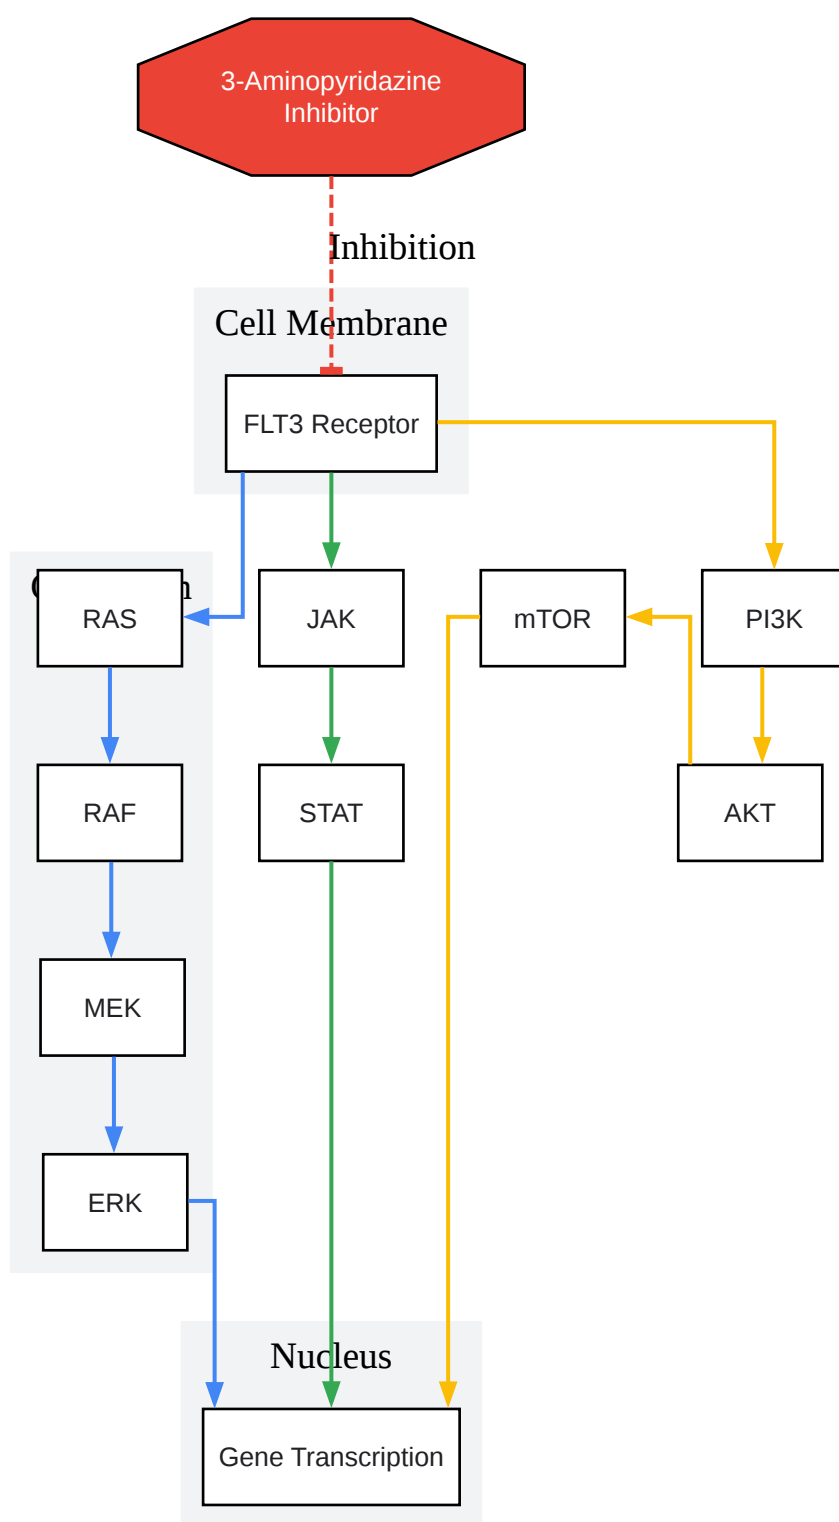 3-Aminopyridazine
Inhibitor
Inhibition
Cell Membrane
FLT3 Receptor
RAS
JAK
mTOR
PI3K
RAF
STAT
AKT
MEK
ERK
Nucleus
Gene Transcription